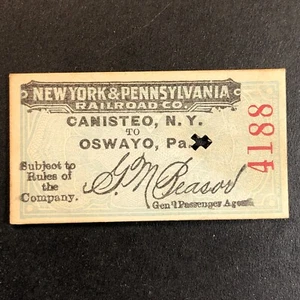 NEW YORK & PENNSYLVANIA
RAILROAD CO.
CANISTEO, N. Y.
TO
OSWAYO, Pa.
4188
Subject to
Rules of
the
Company.
Gen'l Passenger Agent